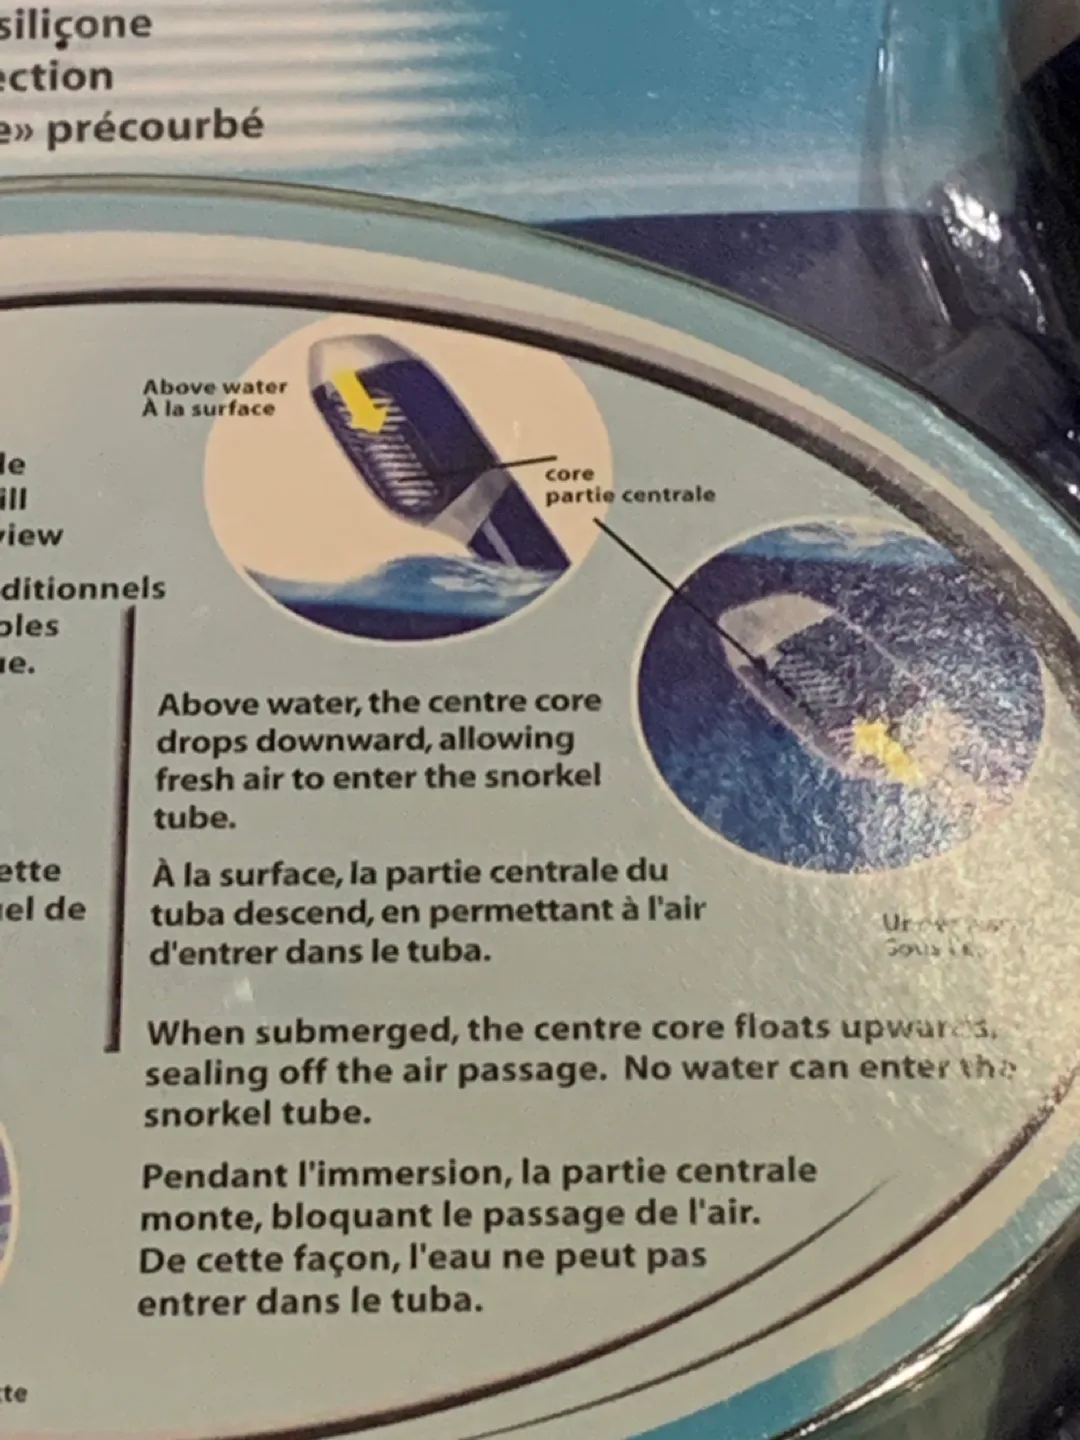 siliçone
ection
e» précourbé
Above water
À la surface
core
partie centrale
le
ill
view
ditionnels
bles
ue.
Above water, the centre core
drops downward, allowing
fresh air to enter the snorkel
tube.
ette
el de
À la surface, la partie centrale du
tuba descend, en permettant à l'air
d'entrer dans le tuba.
When submerged, the centre core floats upwards,
sealing off the air passage. No water can enter the
snorkel tube.
Pendant l'immersion, la partie centrale
monte, bloquant le passage de l'air.
De cette façon, l'eau ne peut pas
entrer dans le tuba.
te